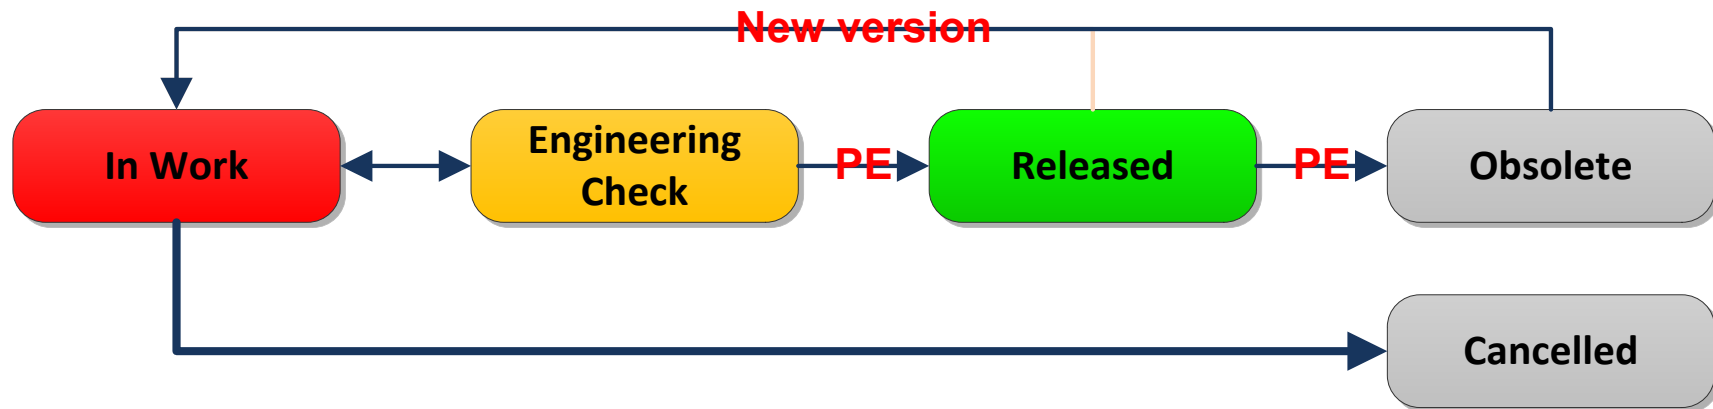 New version
In Work
Engineering
Check
PE
Released
PE
Obsolete
Cancelled